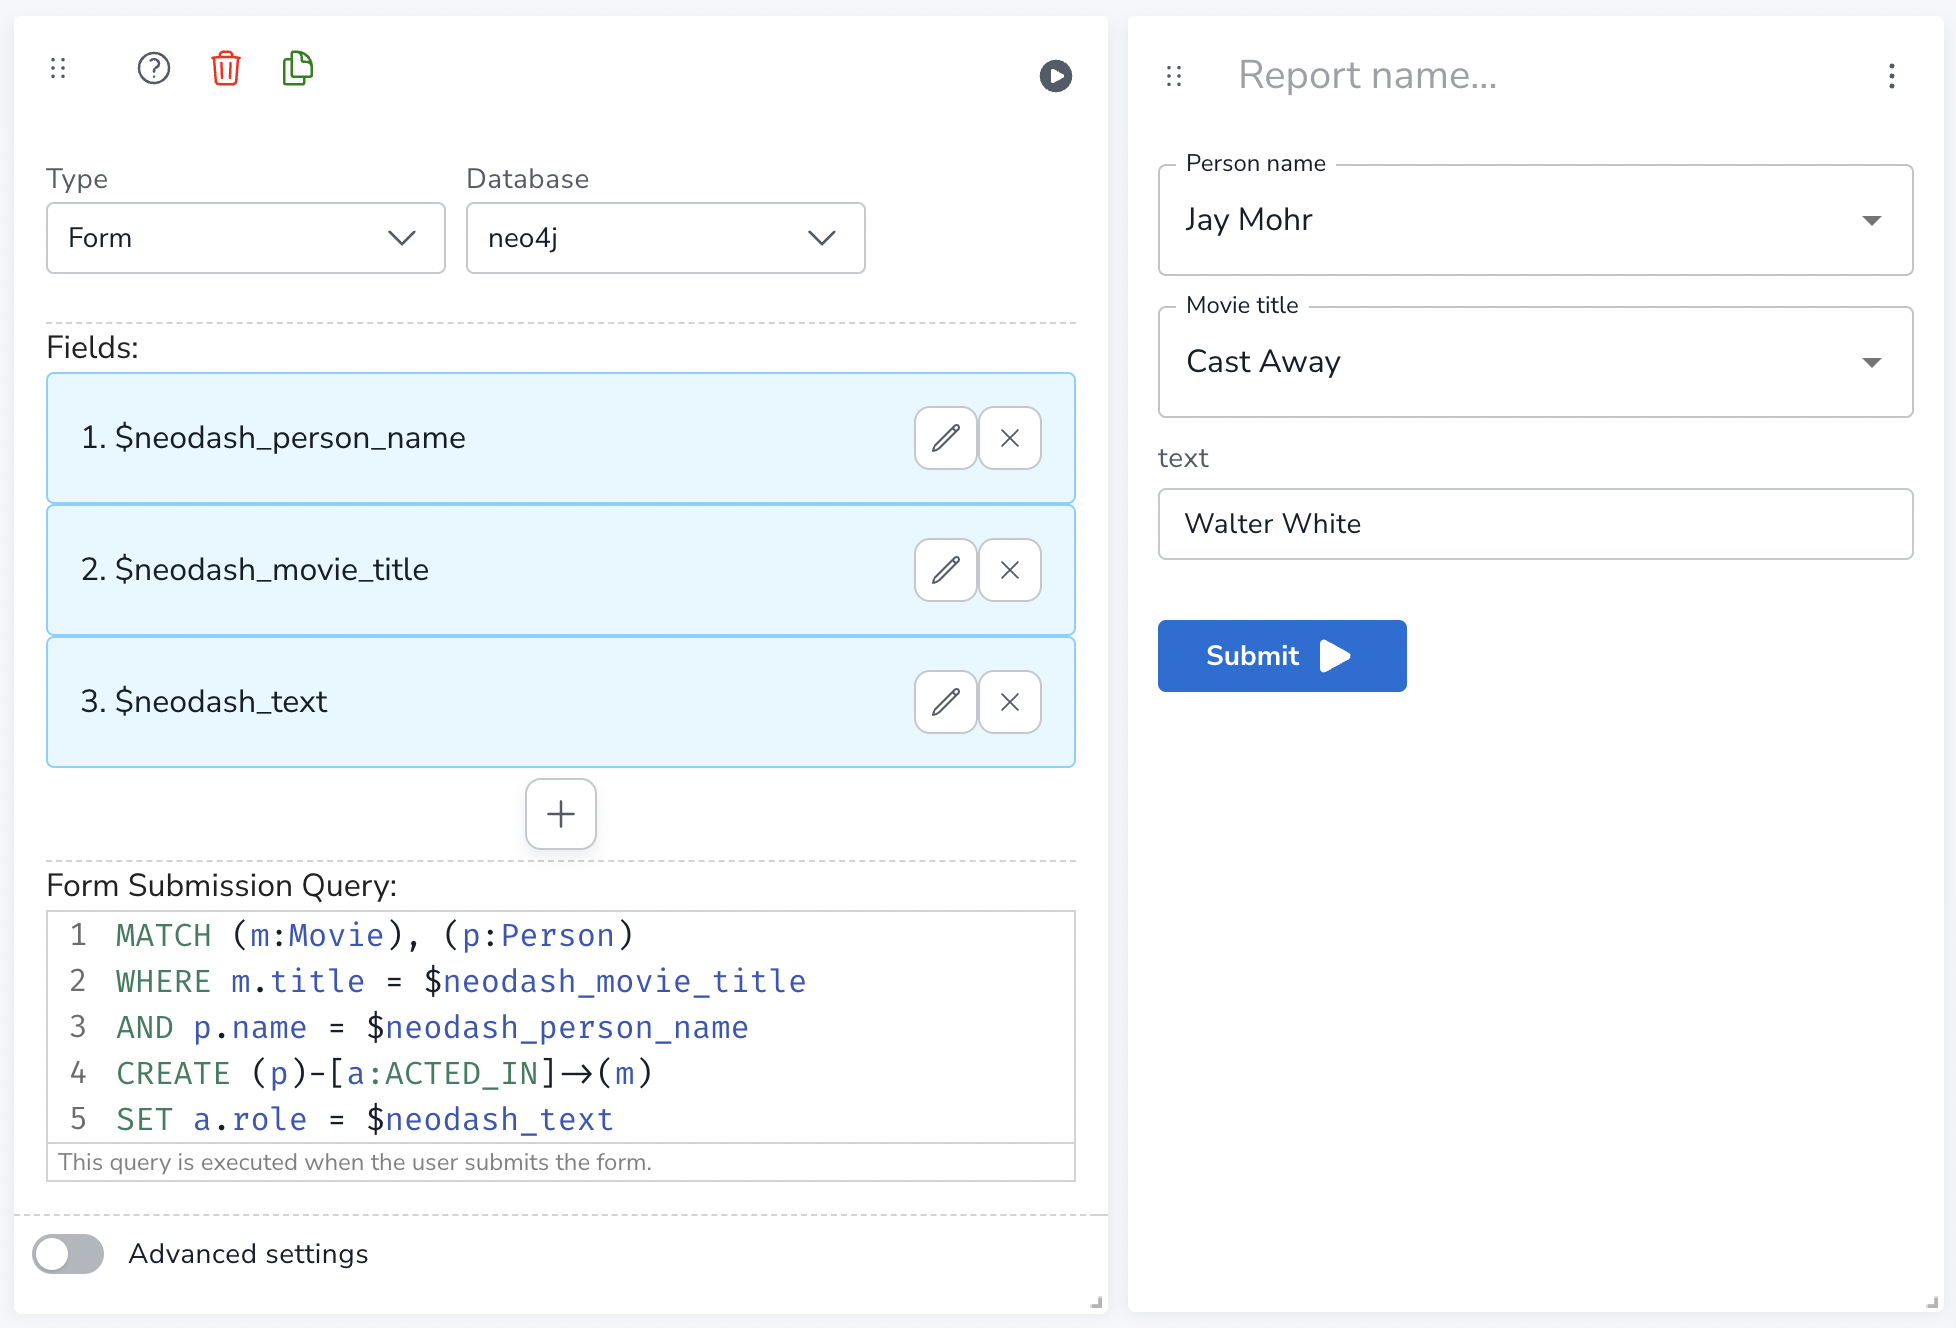 Type
Database
Form
neo4j
Fields:
1. $neodash_person_name
2. $neodash_movie_title
3. $neodash_text
Form Submission Query:
1 MATCH (m:Movie), (p:Person)
2 WHERE m.title = $neodash_movie_title
3 AND p.name = $neodash_person_name
4 CREATE (p)-[a:ACTED_IN]->(m)
5 SET a.role = $neodash_text
This query is executed when the user submits the form.
Advanced settings
Report name...
Person name
Jay Mohr
Movie title
Cast Away
text
Walter White
Submit